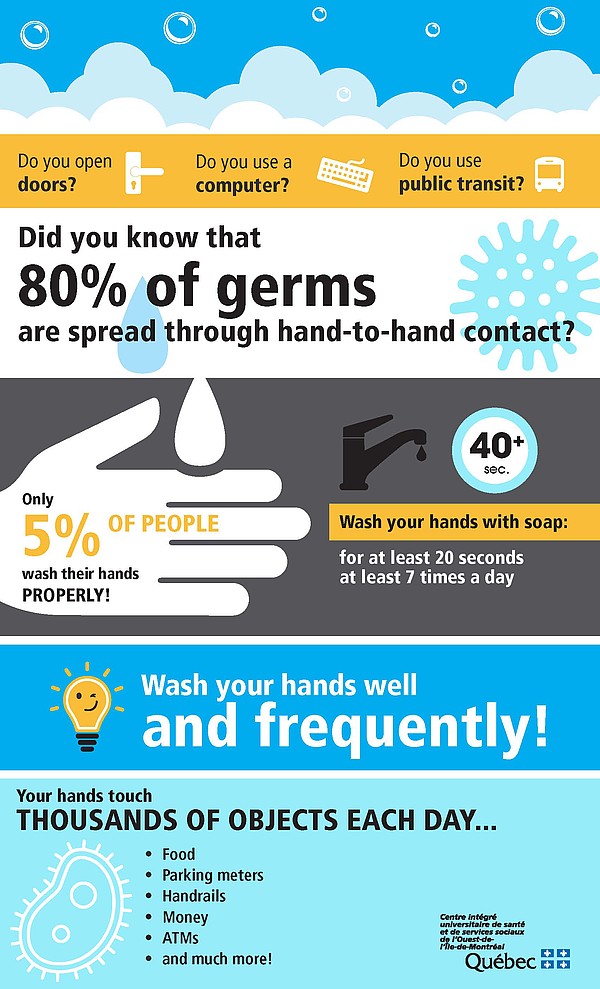 Do you open
doors?
Do you use a
computer?
Do you use
public transit?
Did you know that
80% of germs
are spread through hand-to-hand contact?
Only
5% OF PEOPLE
wash their hands
PROPERLY!
40+
sec.
Wash your hands with soap:
for at least 20 seconds
at least 7 times a day
Wash your hands well
and frequently!
Your hands touch
THOUSANDS OF OBJECTS EACH DAY...
• Food
• Parking meters
• Handrails
• Money
• ATMs
• and much more!
Centre intégré
universitaire de santé
et de services sociaux
de l'Ouest-de-
l'Île-de-Montréal
Québec